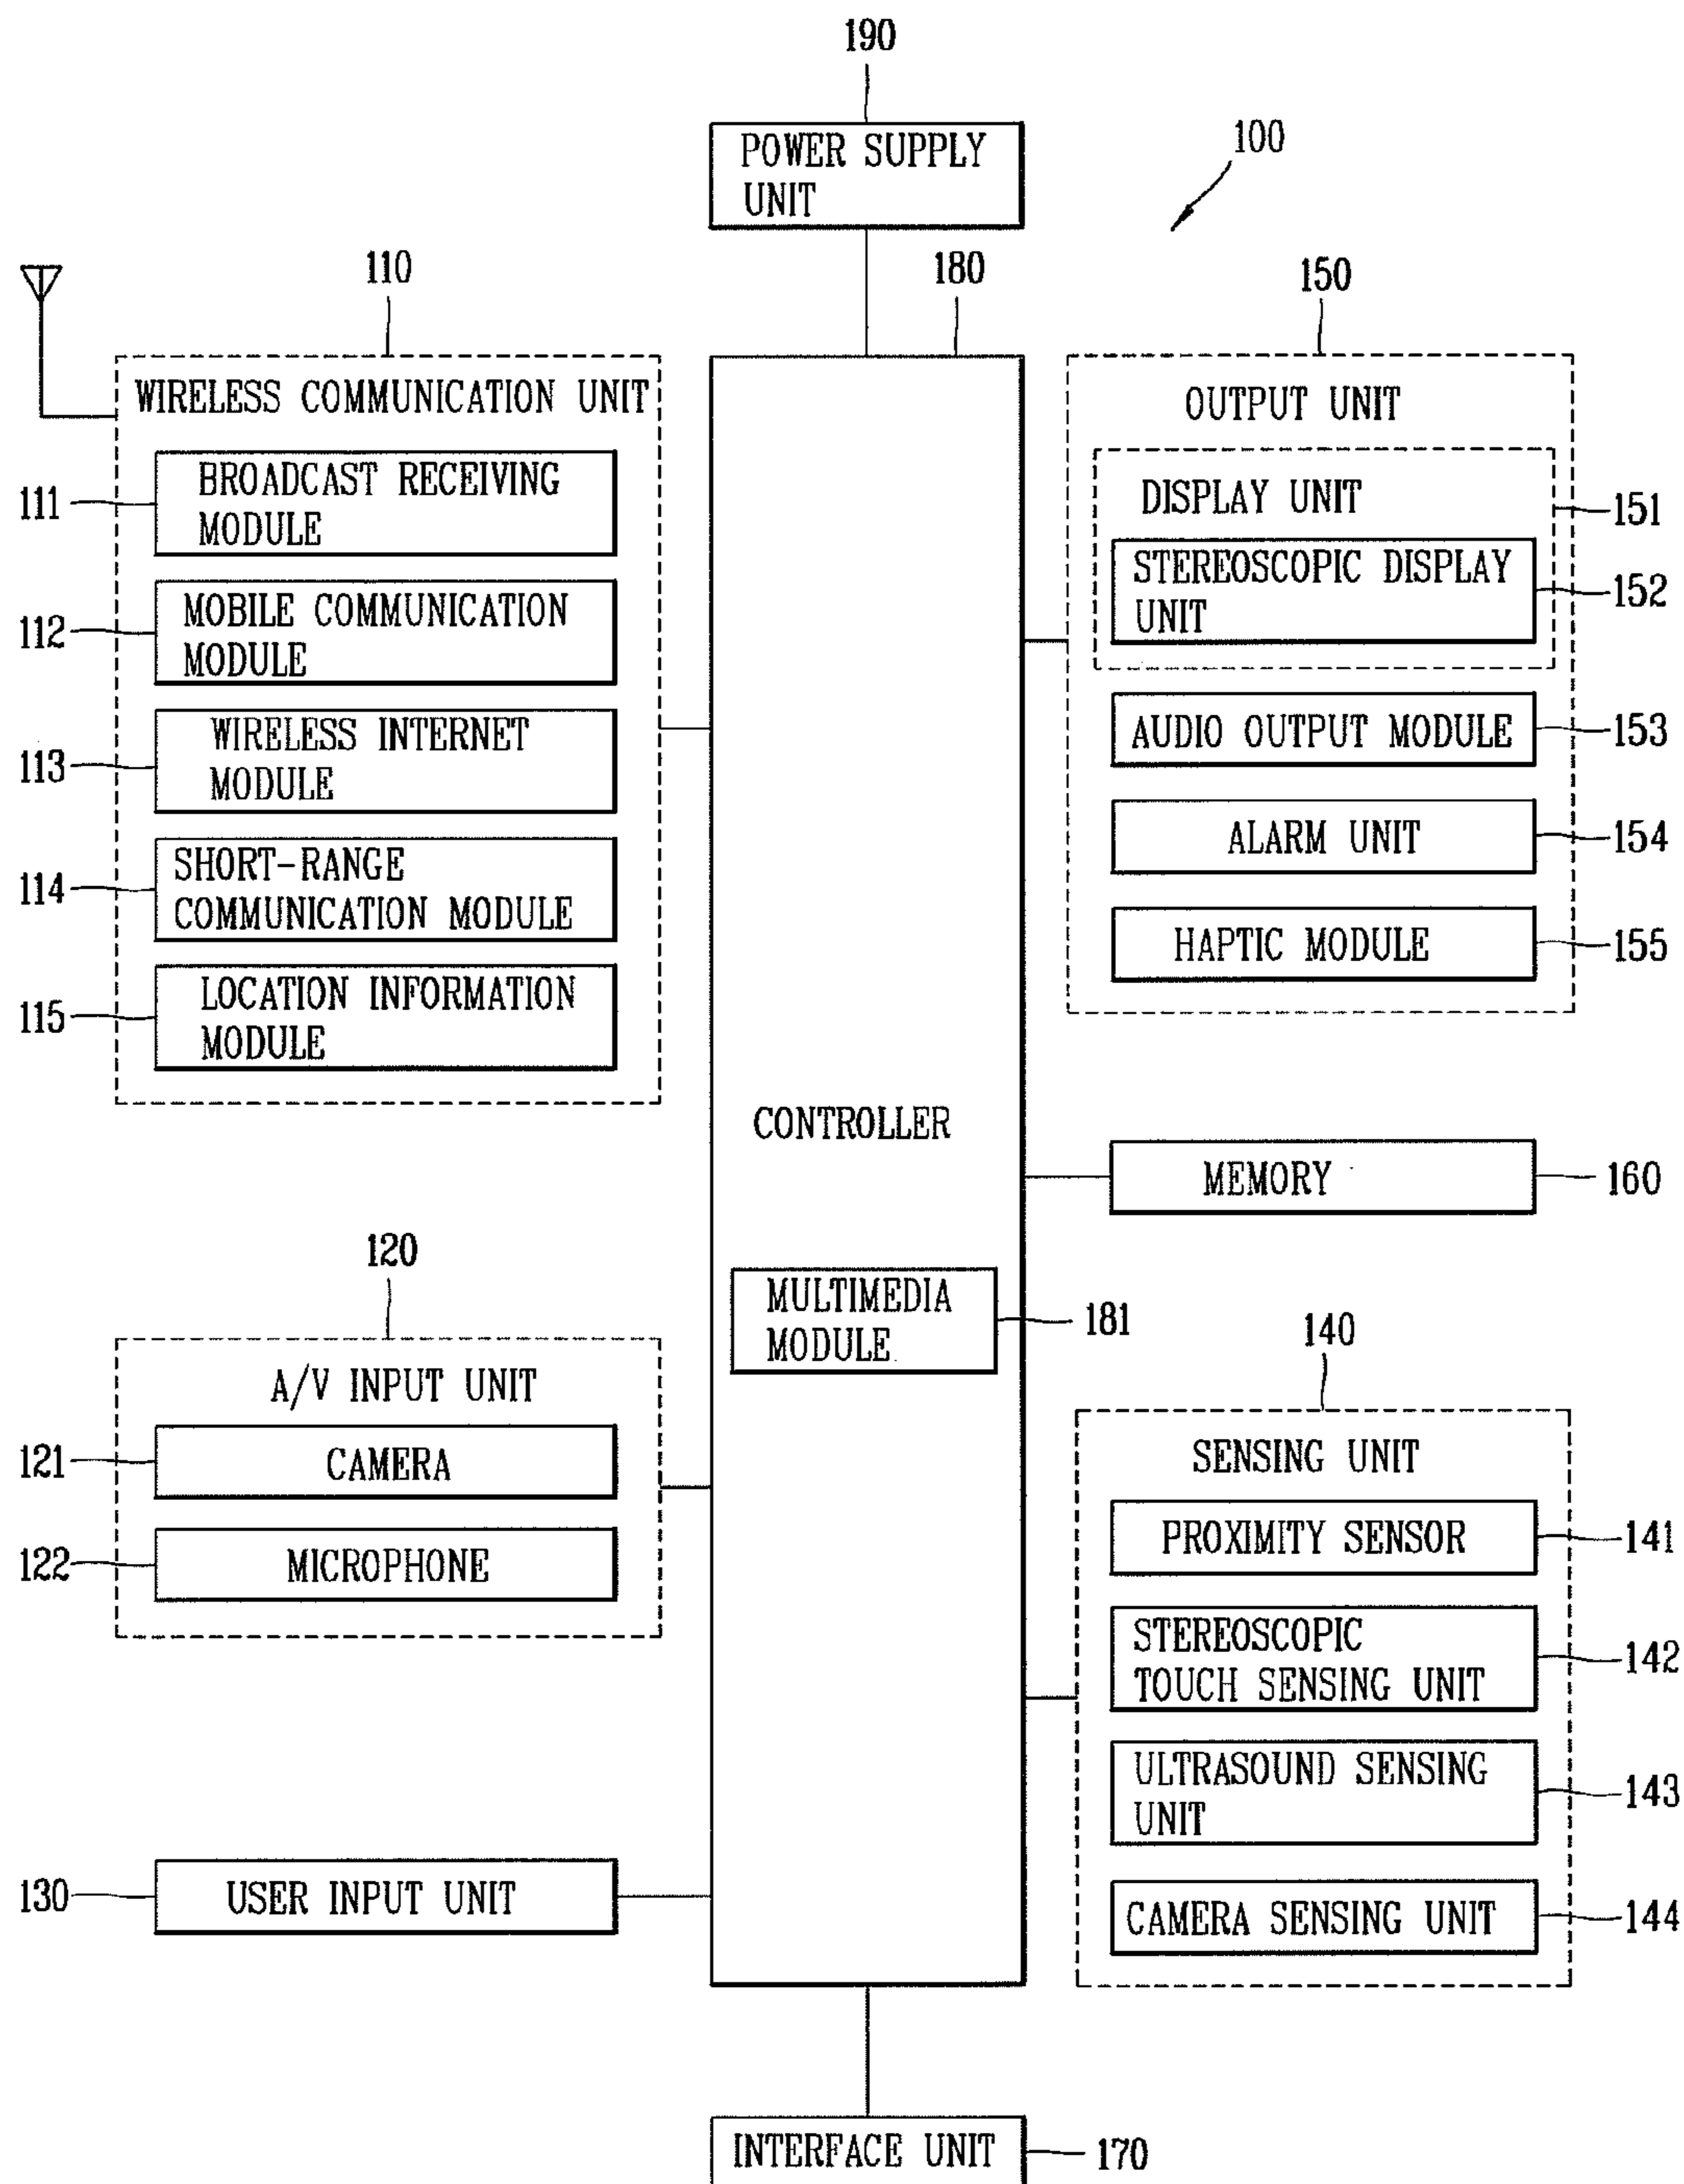 190
POWER SUPPLY
UNIT
100
110
180
150
WIRELESS COMMUNICATION UNIT
111
BROADCAST RECEIVING
MODULE
112
MOBILE COMMUNICATION
MODULE
113
WIRELESS INTERNET
MODULE
114
SHORT-RANGE
COMMUNICATION MODULE
115
LOCATION INFORMATION
MODULE
OUTPUT UNIT
DISPLAY UNIT
151
STEREOSCOPIC DISPLAY
UNIT
152
AUDIO OUTPUT MODULE
153
ALARM UNIT
154
HAPTIC MODULE
155
CONTROLLER
MEMORY
160
MULTIMEDIA
MODULE
181
120
A/V INPUT UNIT
121
CAMERA
122
MICROPHONE
140
SENSING UNIT
PROXIMITY SENSOR
141
STEREOSCOPIC
TOUCH SENSING UNIT
142
ULTRASOUND SENSING
UNIT
143
CAMERA SENSING UNIT
144
130
USER INPUT UNIT
INTERFACE UNIT
170